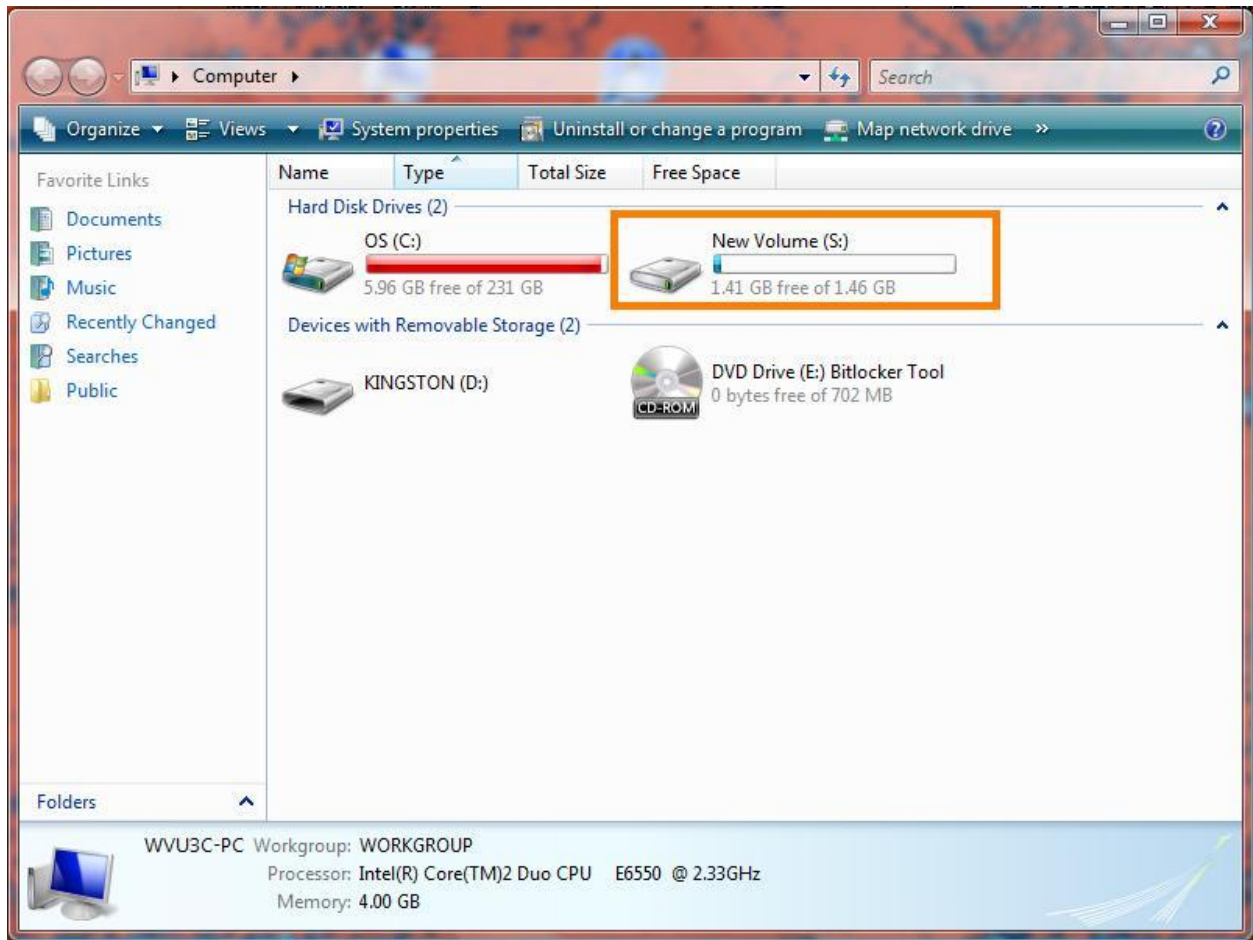 Computer
Search
Organize Views System properties Uninstall or change a program Map network drive »
Favorite Links
Documents
Pictures
Music
Recently Changed
Searches
Public
Folders
Name Type Total Size Free Space
Hard Disk Drives (2)
OS (C:)
5.96 GB free of 231 GB
New Volume (S:)
1.41 GB free of 1.46 GB
Devices with Removable Storage (2)
KINGSTON (D:)
CD-ROM
DVD Drive (E:) Bitlocker Tool
0 bytes free of 702 MB
WVU3C-PC Workgroup: WORKGROUP
Processor: Intel(R) Core(TM)2 Duo CPU E6550 @ 2.33GHz
Memory: 4.00 GB